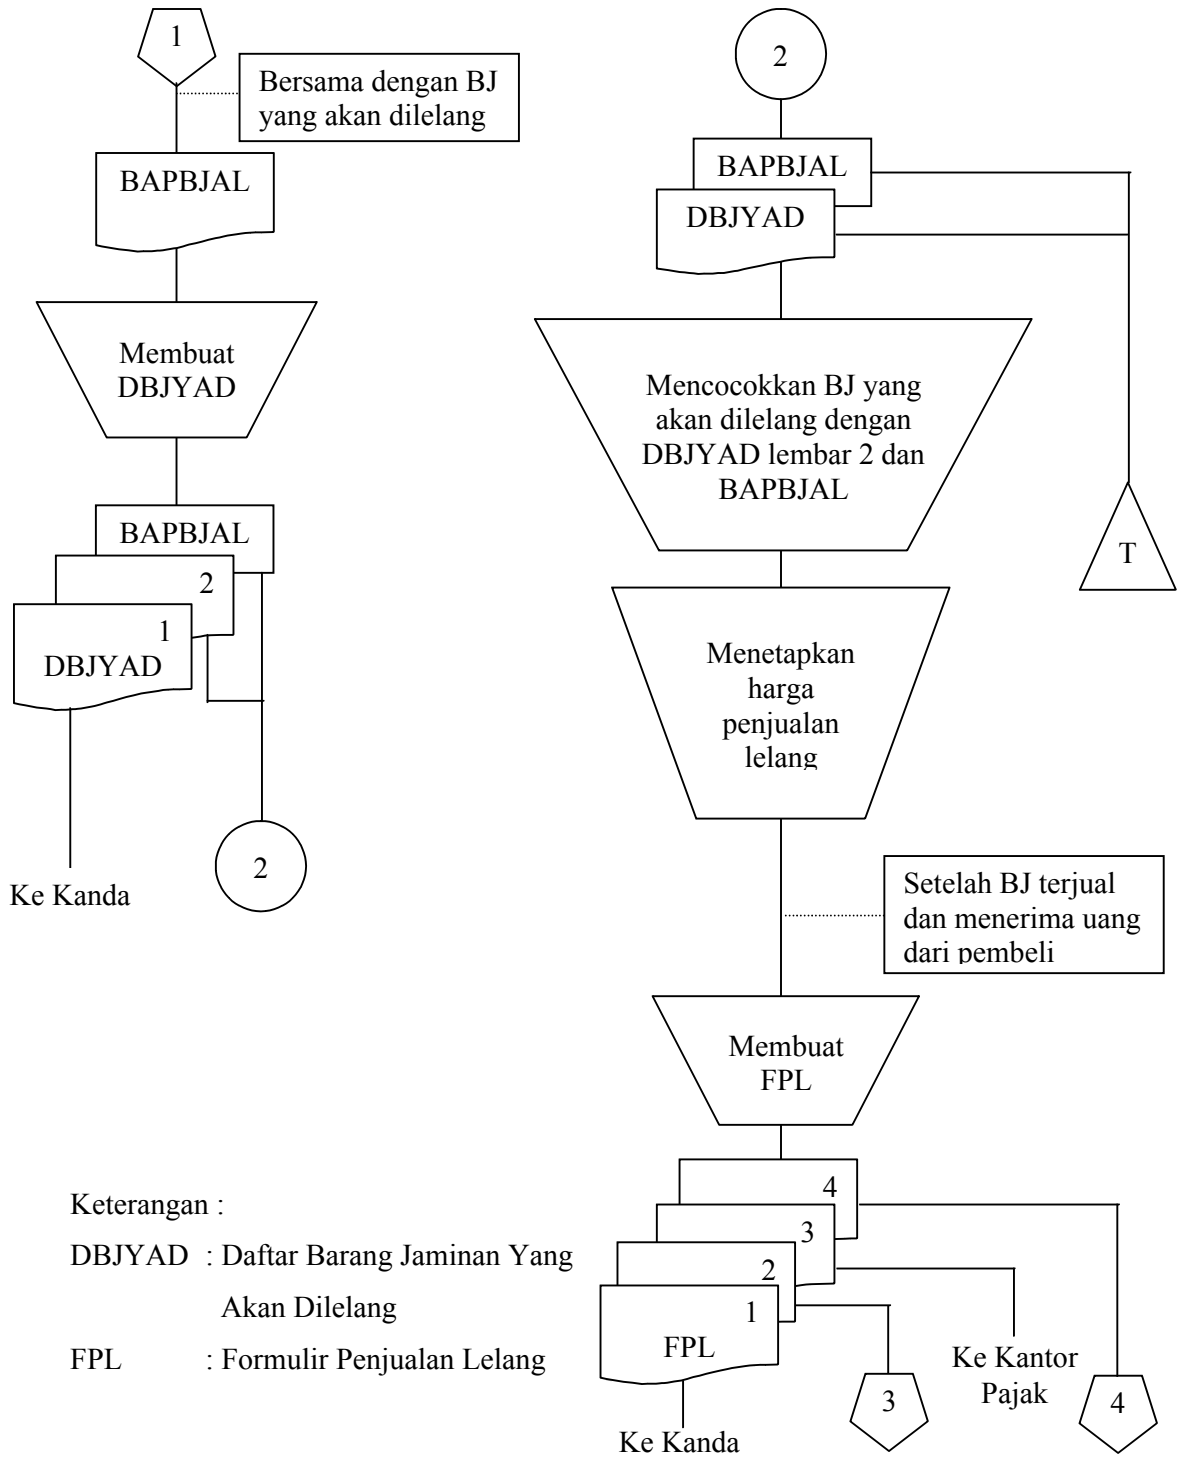 1
Bersama dengan BJ
yang akan dilelang
BAPBJAL
Membuat
DBJYAD
BAPBJAL
2
1
DBJYAD
Ke Kanda
2
2
BAPBJAL
DBJYAD
Mencocokkan BJ yang
akan dilelang dengan
DBJYAD lembar 2 dan
BAPBJAL
T
Menetapkan
harga
penjualan
lelang
Setelah BJ terjual
dan menerima uang
dari pembeli
Membuat
FPL
4
3
2
1
FPL
Ke Kanda
3
Ke Kantor
Pajak
4
Keterangan :
DBJYAD : Daftar Barang Jaminan Yang
Akan Dilelang
FPL : Formulir Penjualan Lelang